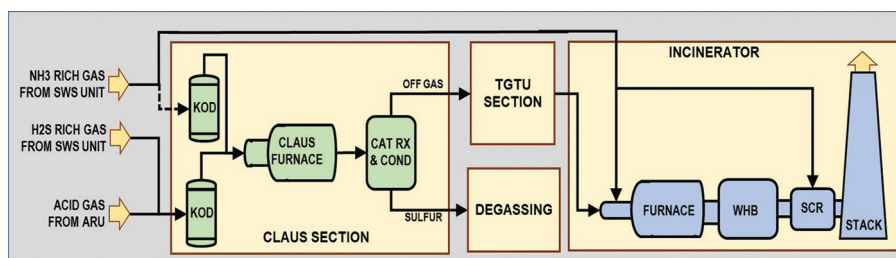 NH3 RICH GAS
FROM SWS UNIT
H2S RICH GAS
FROM SWS UNIT
ACID GAS
FROM ARU
KOD
KOD
CLAUS
FURNACE
CAT RX
& COND
CLAUS SECTION
OFF GAS
SULFUR
TGTU
SECTION
DEGASSING
INCINERATOR
FURNACE
WHB
SCR
STACK